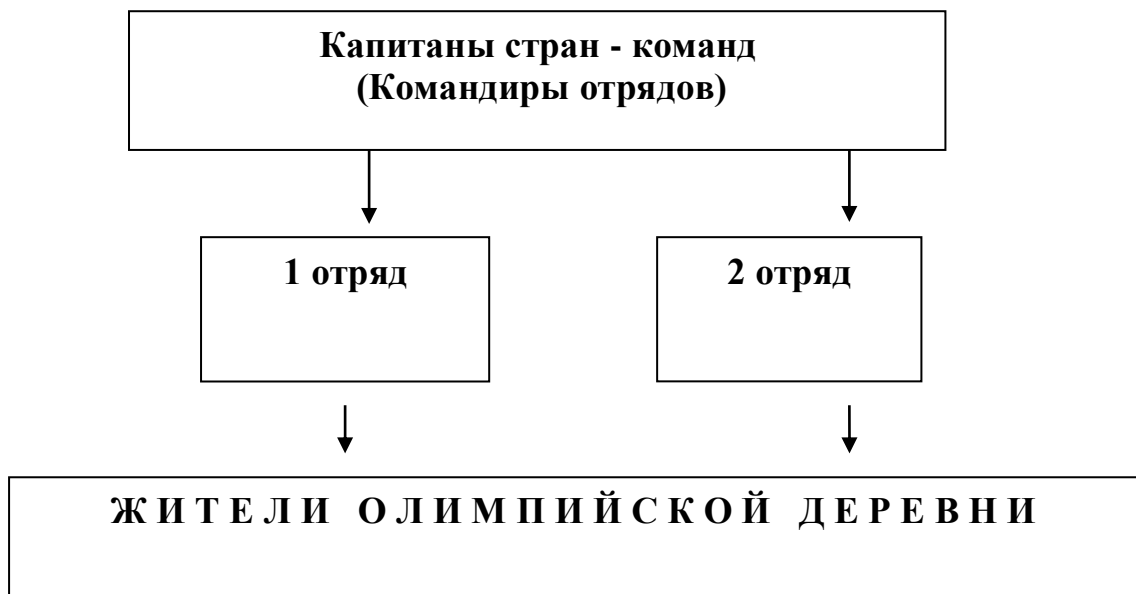 Капитаны стран - команд
(Командиры отрядов)
1 отряд
2 отряд
Ж И Т Е Л И О Л И М П И Й С К О Й Д Е Р Е В Н И